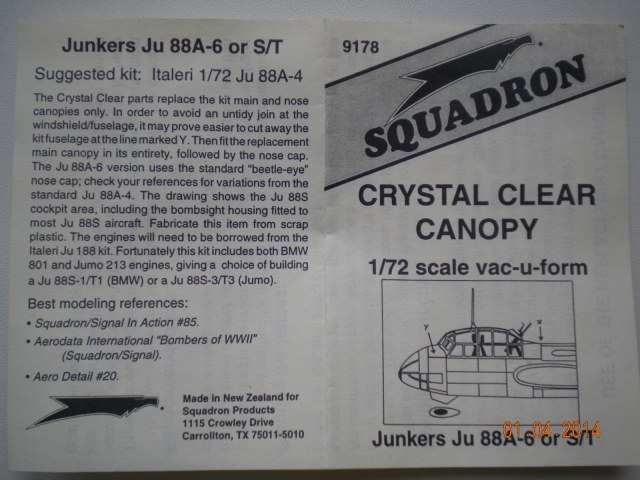 Junkers Ju 88A-6 or S/T
Suggested kit: Italeri 1/72 Ju 88A-4
The Crystal Clear parts replace the kit main and nose
canopies only. In order to avoid an untidy join at the
windshield/fuselage, it may prove easier to cut away the
kit fuselage at the line marked Y. Then fit the replacement
main canopy in its entirety, followed by the nose cap.
The Ju 88A-6 version uses the standard "beetle-eye"
nose cap; check your references for variations from the
standard Ju 88A-4. The drawing shows the Ju 88S
cockpit area, including the bombsight housing fitted to
most Ju 88S aircraft. Fabricate this item from scrap
plastic. The engines will need to be borrowed from the
Italeri Ju 188 kit. Fortunately this kit includes both BMW
801 and Jumo 213 engines, giving a choice of building
a Ju 88S-1/T1 (BMW) or a Ju 88S-3/T3 (Jumo).
Best modeling references:
• Squadron/Signal In Action #85.
• Aerodata International "Bombers of WWII"
(Squadron/Signal).
• Aero Detail #20.
Made in New Zealand for
Squadron Products
1115 Crowley Drive
Carrollton, TX 75011-5010
9178
SQUADRON
CRYSTAL CLEAR
CANOPY
1/72 scale vac-u-form
Y
Junkers Ju 88A-6 or S/T
01.04.2014